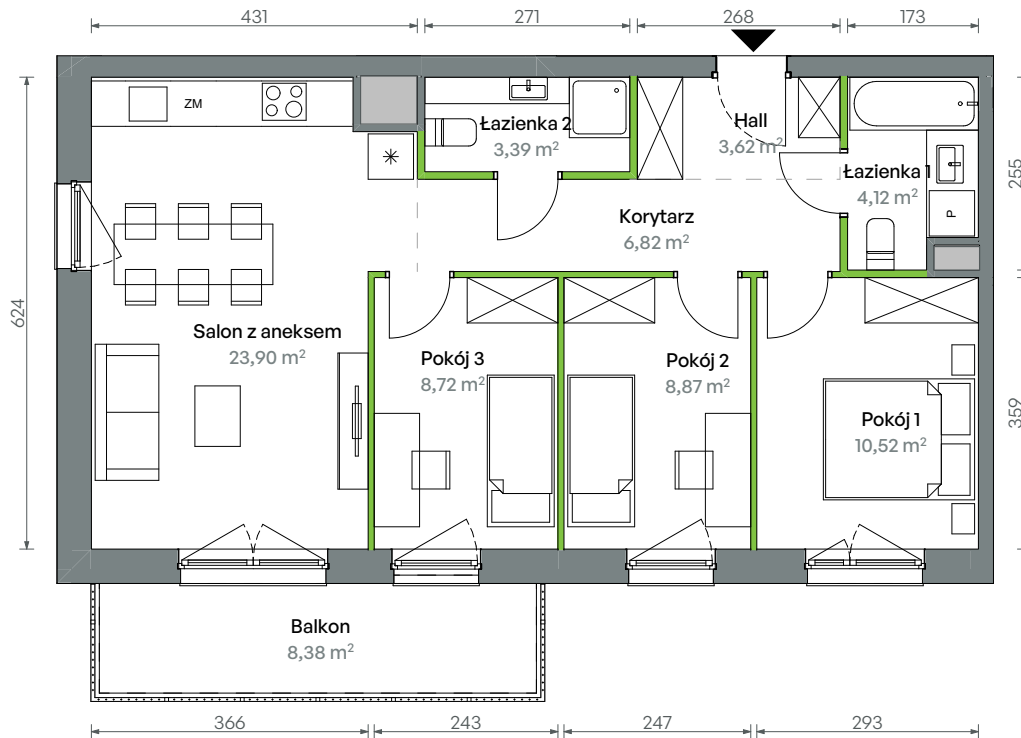 431
271
268
173
ZM
Łazienka 2
3,39 m²
Hall
3,62 m²
Łazienka 1
4,12 m²
P
255
Korytarz
6,82 m²
624
Salon z aneksem
23,90 m²
Pokój 3
8,72 m²
Pokój 2
8,87 m²
Pokój 1
10,52 m²
359
Balkon
8,38 m²
366
243
247
293